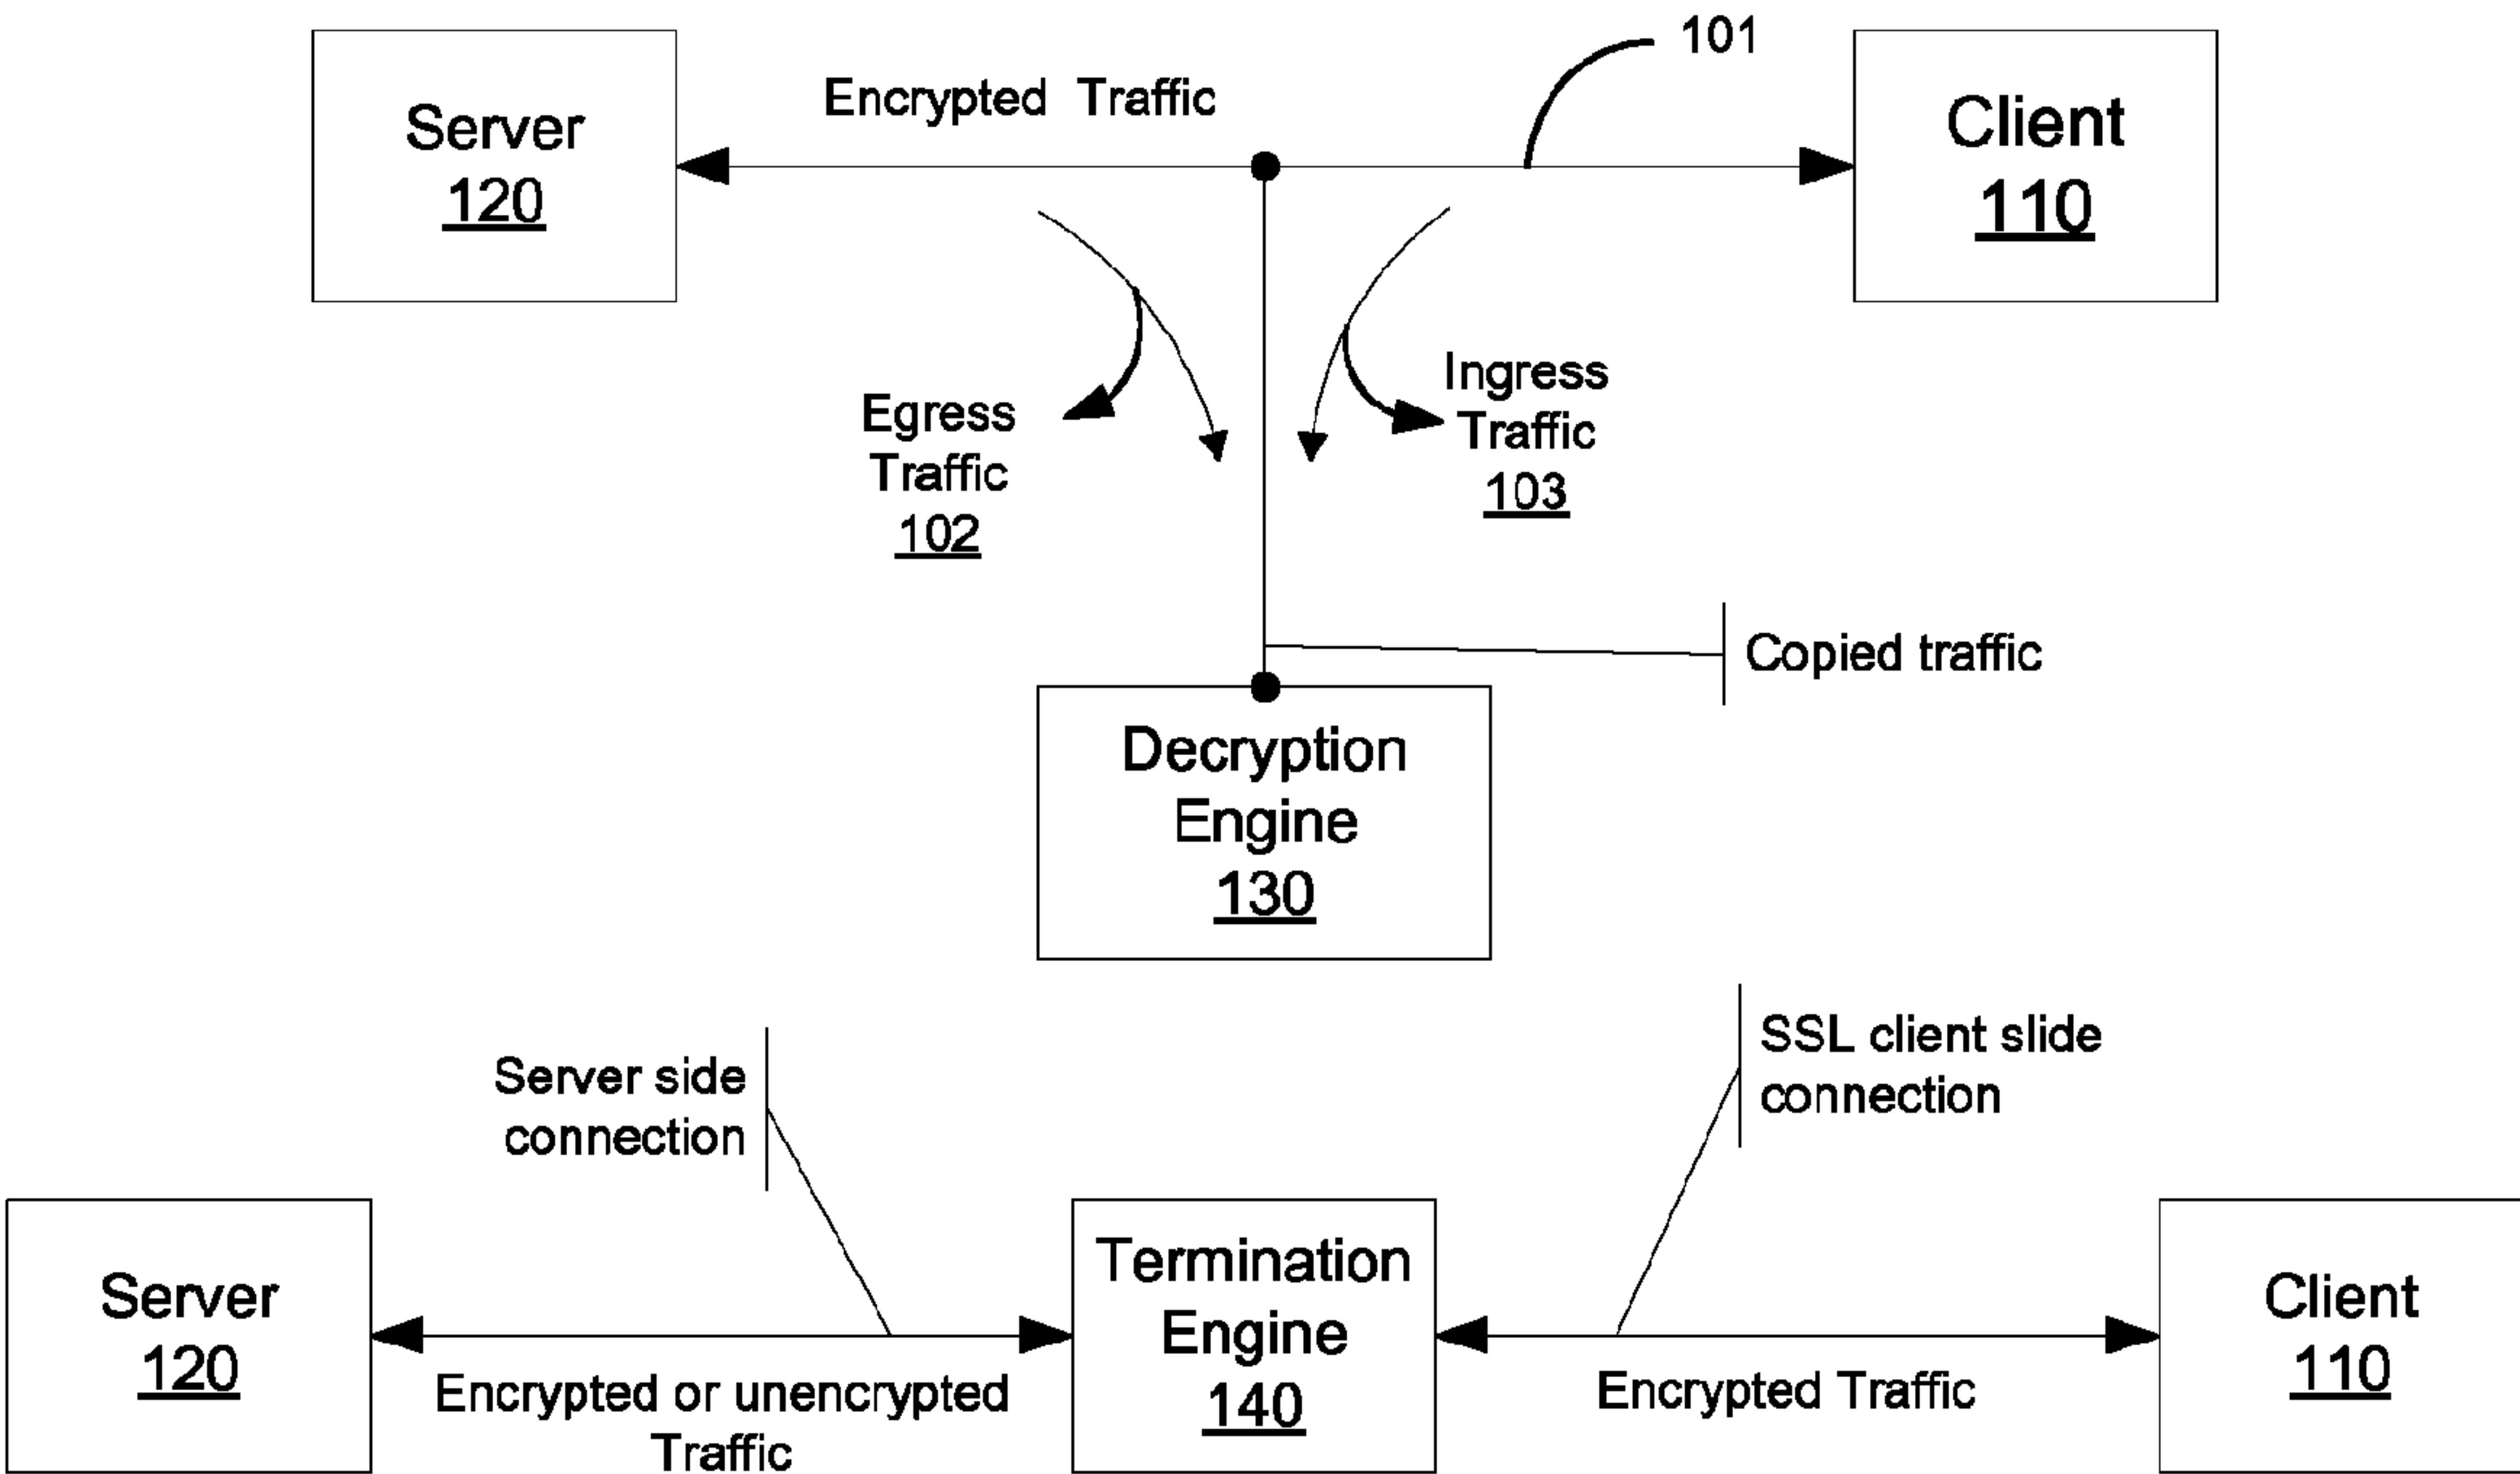 101
Server
120
Encrypted Traffic
Client
110
Egress
Traffic
102
Ingress
Traffic
103
Copied traffic
Decryption
Engine
130
Server side
connection
SSL client slide
connection
Server
120
Encrypted or unencrypted
Traffic
Termination
Engine
140
Encrypted Traffic
Client
110